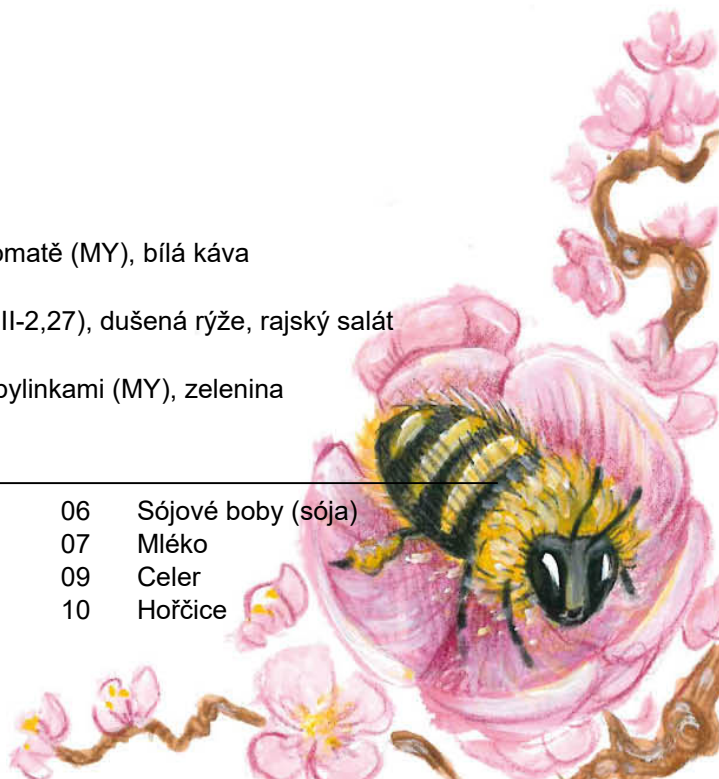 omatě (MY), bílá káva
II-2,27), dušená rýže, rajský salát
bylinkami (MY), zelenina
06 Sójové boby (sója)
07 Mléko
09 Celer
10 Hořčice